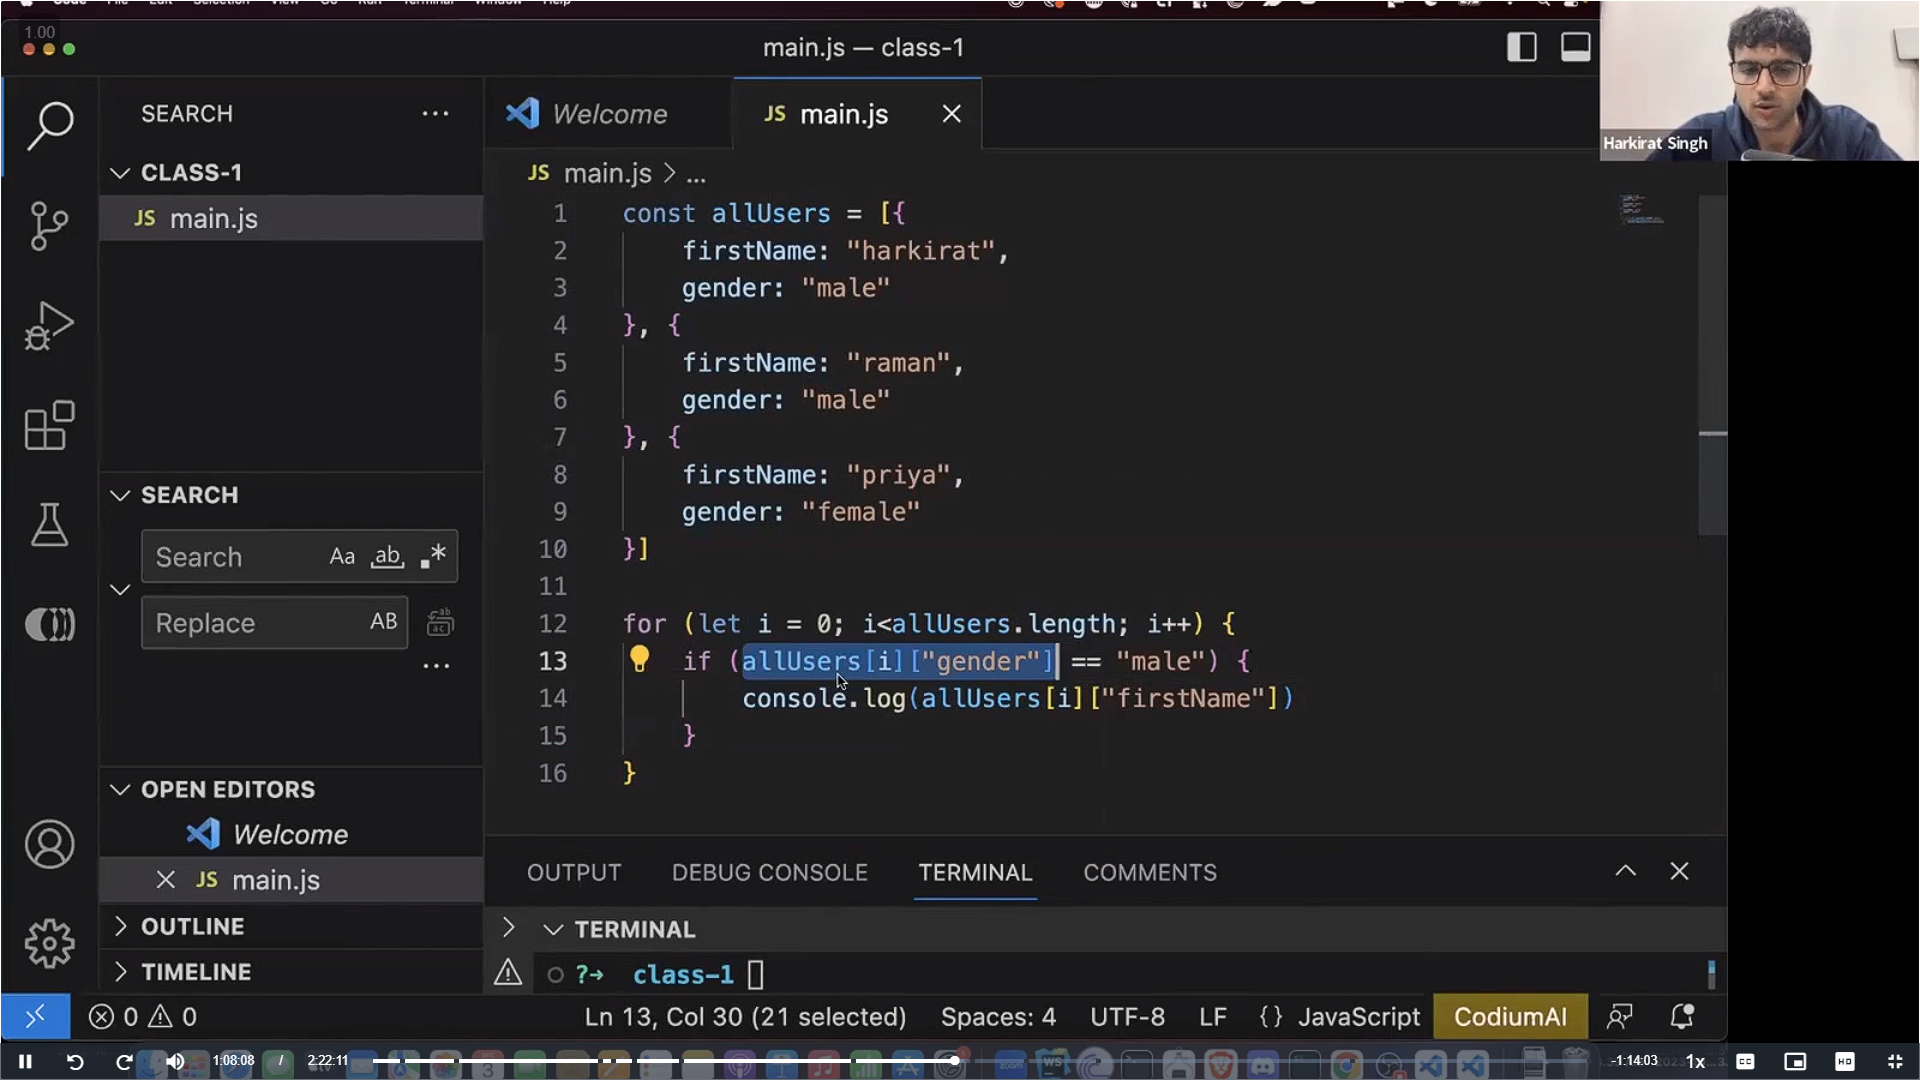 1.00
main.js — class-1
Harkirat Singh
SEARCH
CLASS-1
JS main.js
SEARCH
Search Aa ab .*
Replace AB
OPEN EDITORS
Welcome
JS main.js
OUTLINE
TIMELINE
Welcome
JS main.js
JS main.js > ...
1 const allUsers = [{
2 firstName: "harkirat",
3 gender: "male"
4 }, {
5 firstName: "raman",
6 gender: "male"
7 }, {
8 firstName: "priya",
9 gender: "female"
10 }]
11
12 for (let i = 0; i<allUsers.length; i++) {
13 if (allUsers[i]["gender"] == "male") {
14 console.log(allUsers[i]["firstName"])
15 }
16 }
OUTPUT DEBUG CONSOLE TERMINAL COMMENTS
TERMINAL
?→ class-1
0 0 Ln 13, Col 30 (21 selected) Spaces: 4 UTF-8 LF {} JavaScript CodiumAI
1:08:08 / 2:22:11 -1:14:03 1x CC HD